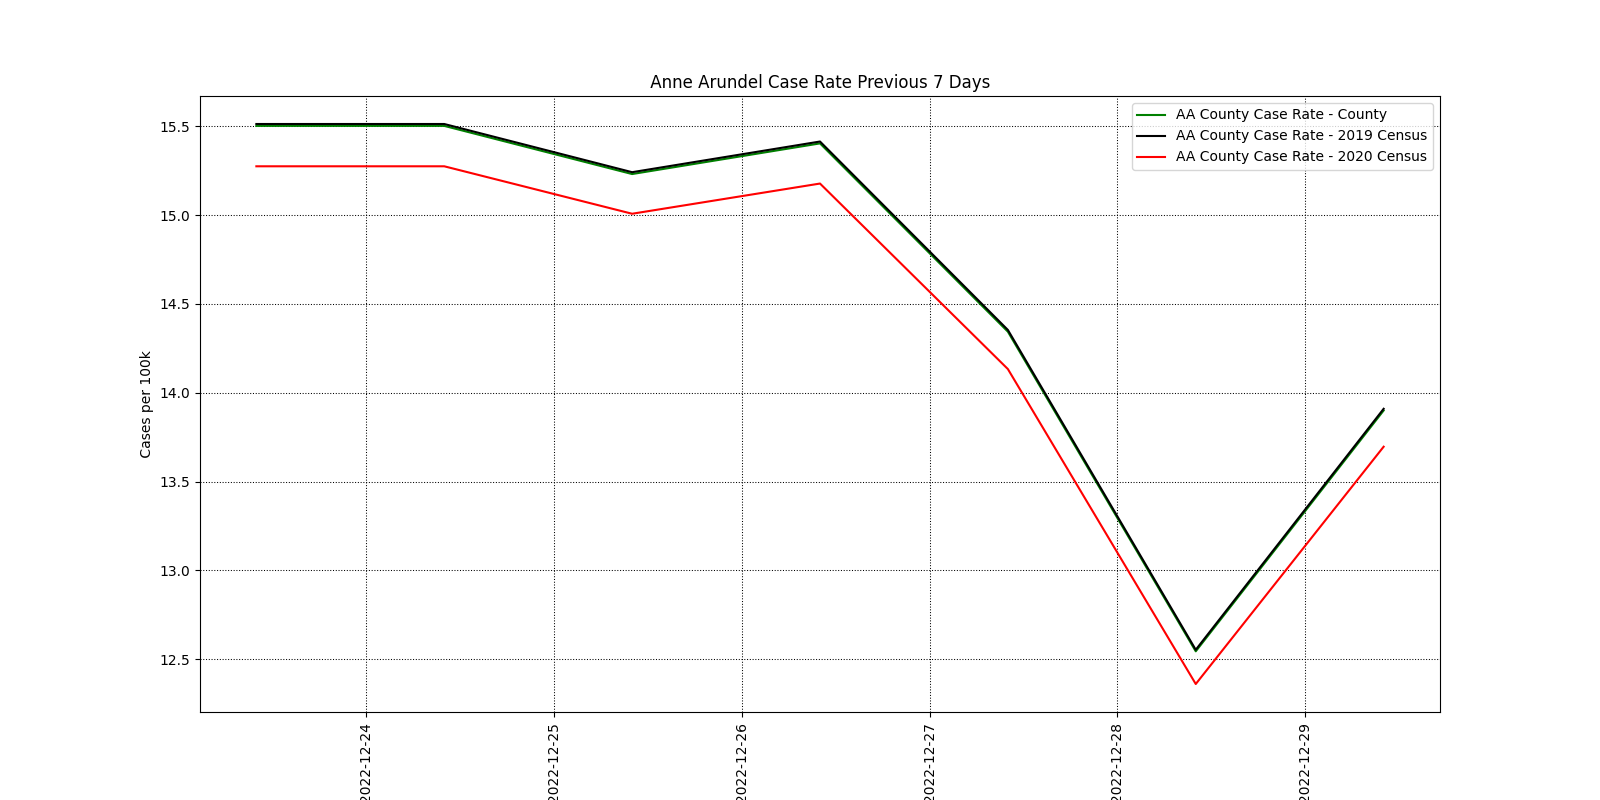 Anne Arundel Case Rate Previous 7 Days
AA County Case Rate - County
AA County Case Rate - 2019 Census
AA County Case Rate - 2020 Census
Cases per 100k
15.5
15.0
14.5
14.0
13.5
13.0
12.5
2022-12-24
2022-12-25
2022-12-26
2022-12-27
2022-12-28
2022-12-29